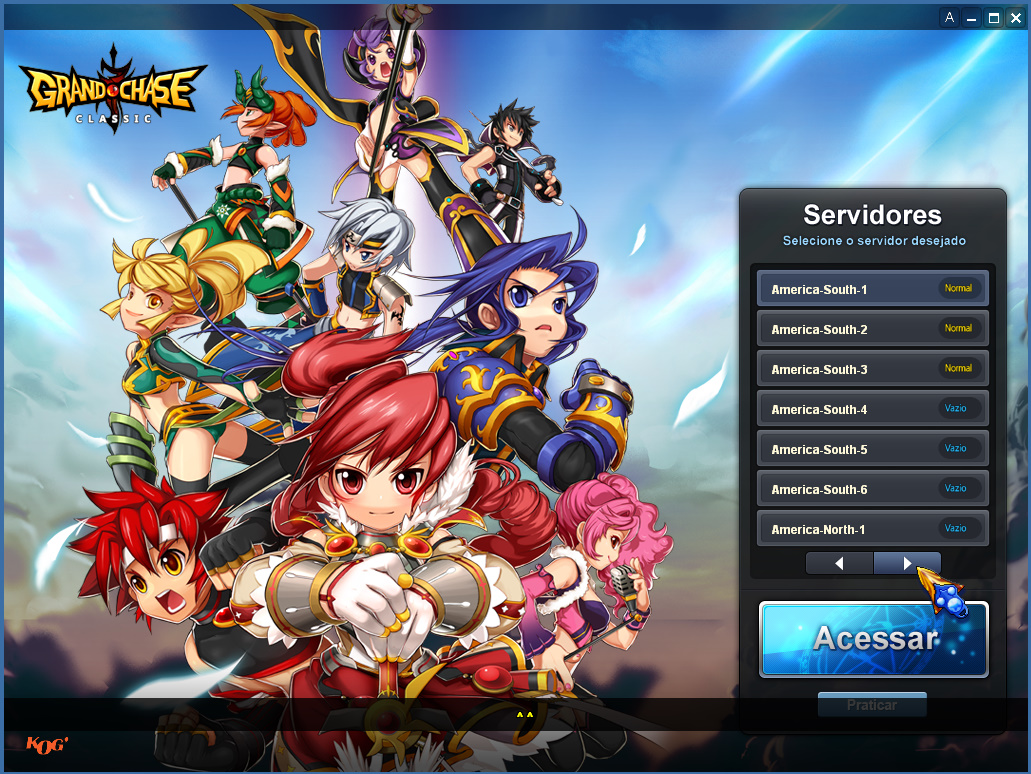 A
GRAND CHASE
CLASSIC
Servidores
Selecione o servidor desejado
America-South-1 Normal
America-South-2 Normal
America-South-3 Normal
America-South-4 Vazio
America-South-5 Vazio
America-South-6 Vazio
America-North-1 Vazio
Acessar
Praticar
^^
KOG